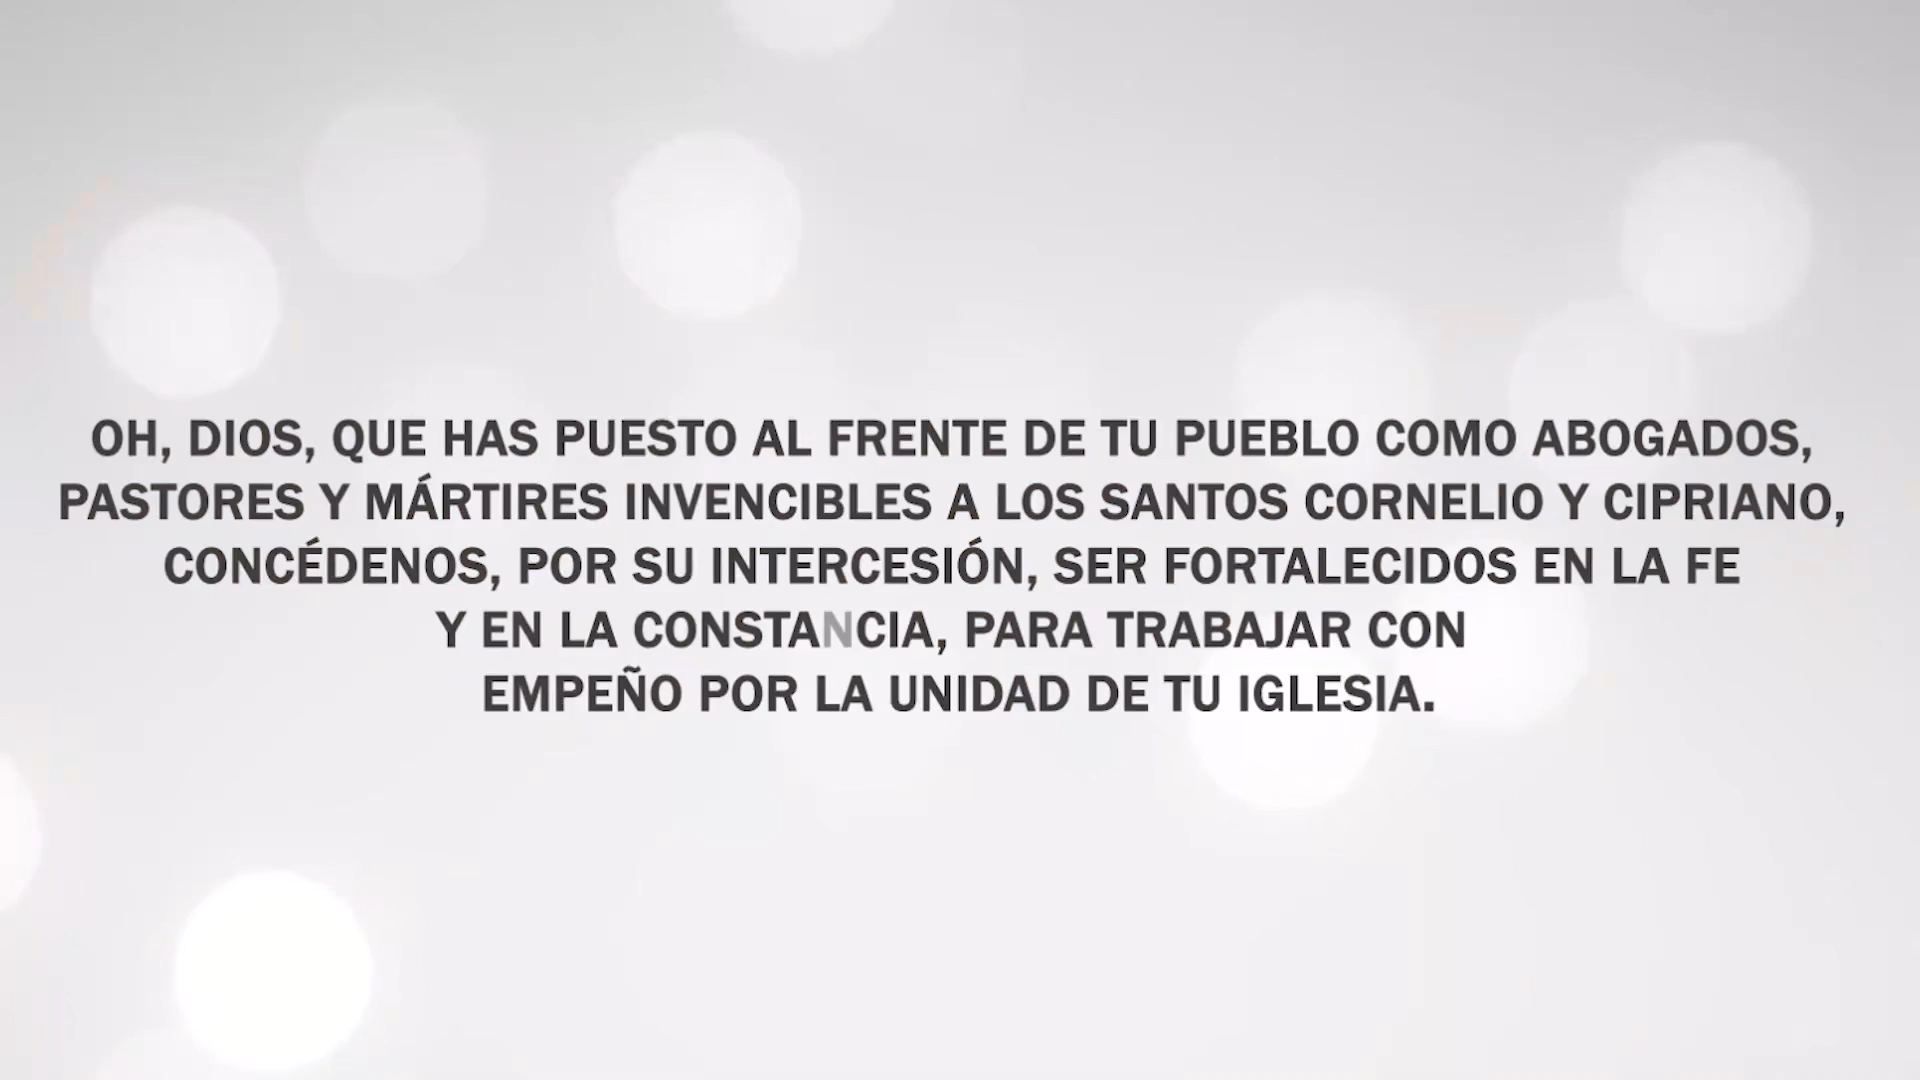 OH, DIOS, QUE HAS PUESTO AL FRENTE DE TU PUEBLO COMO ABOGADOS,
PASTORES Y MÁRTIRES INVENCIBLES A LOS SANTOS CORNELIO Y CIPRIANO,
CONCÉDENOS, POR SU INTERCESIÓN, SER FORTALECIDOS EN LA FE
Y EN LA CONSTANCIA, PARA TRABAJAR CON
EMPEÑO POR LA UNIDAD DE TU IGLESIA.